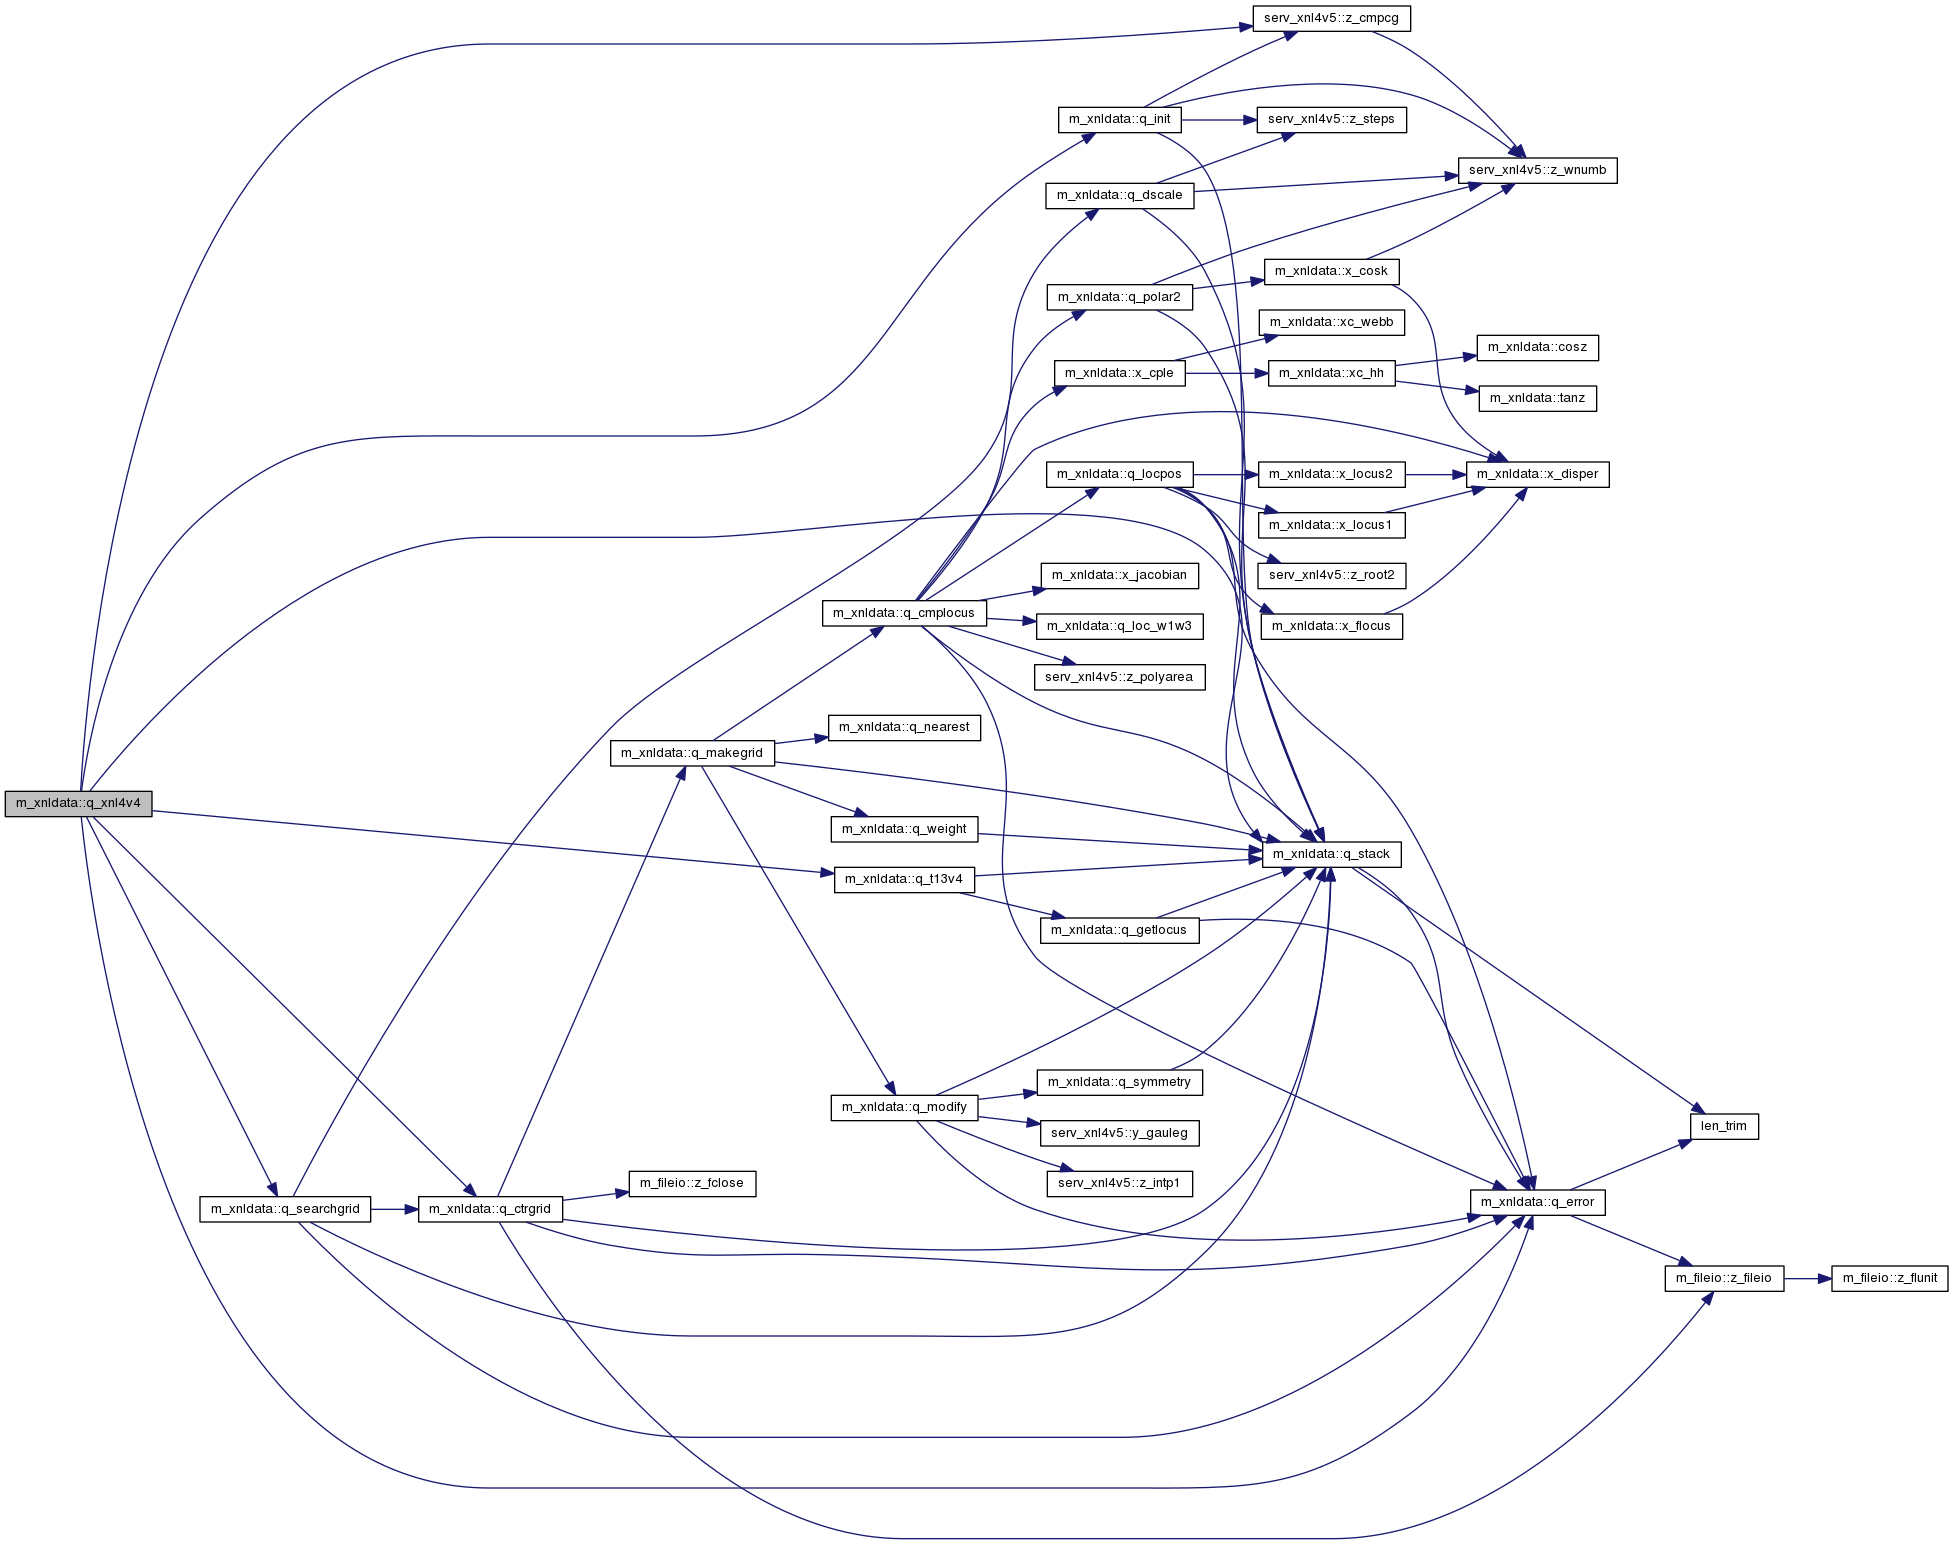 serv_xnl4v5::z_cmpcg
m_xnldata::q_init
serv_xnl4v5::z_steps
serv_xnl4v5::z_wnumb
m_xnldata::q_dscale
m_xnldata::x_cosk
m_xnldata::q_polar2
m_xnldata::xc_webb
m_xnldata::cosz
m_xnldata::x_cple
m_xnldata::xc_hh
m_xnldata::tanz
m_xnldata::q_locpos
m_xnldata::x_locus2
m_xnldata::x_disper
m_xnldata::x_locus1
m_xnldata::x_jacobian
serv_xnl4v5::z_root2
m_xnldata::q_cmplocus
m_xnldata::q_loc_w1w3
m_xnldata::x_flocus
serv_xnl4v5::z_polyarea
m_xnldata::q_nearest
m_xnldata::q_makegrid
m_xnldata::q_xnl4v4
m_xnldata::q_weight
m_xnldata::q_stack
m_xnldata::q_t13v4
m_xnldata::q_getlocus
m_xnldata::q_symmetry
m_xnldata::q_modify
serv_xnl4v5::y_gauleg
len_trim
m_fileio::z_fclose
serv_xnl4v5::z_intp1
m_xnldata::q_searchgrid
m_xnldata::q_ctrgrid
m_xnldata::q_error
m_fileio::z_fileio
m_fileio::z_flunit